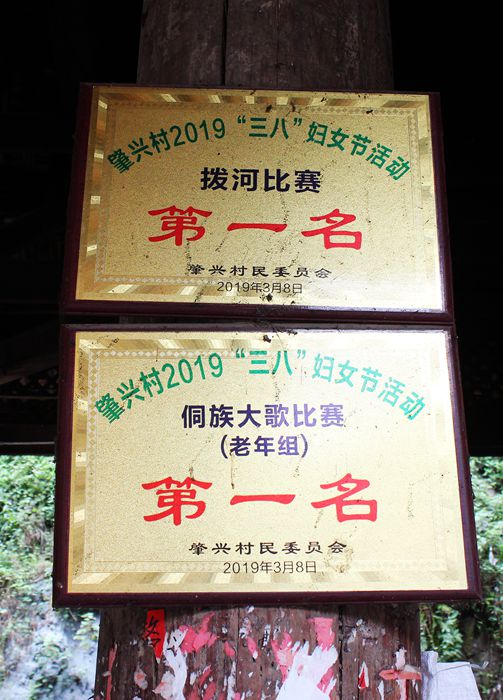 肇兴村2019“三八”妇女节活动
拨河比赛
第一名
肇兴村民委员会
2019年3月8日
肇兴村2019“三八”妇女节活动
侗族大歌比赛
(老年组)
第一名
肇兴村民委员会
2019年3月8日